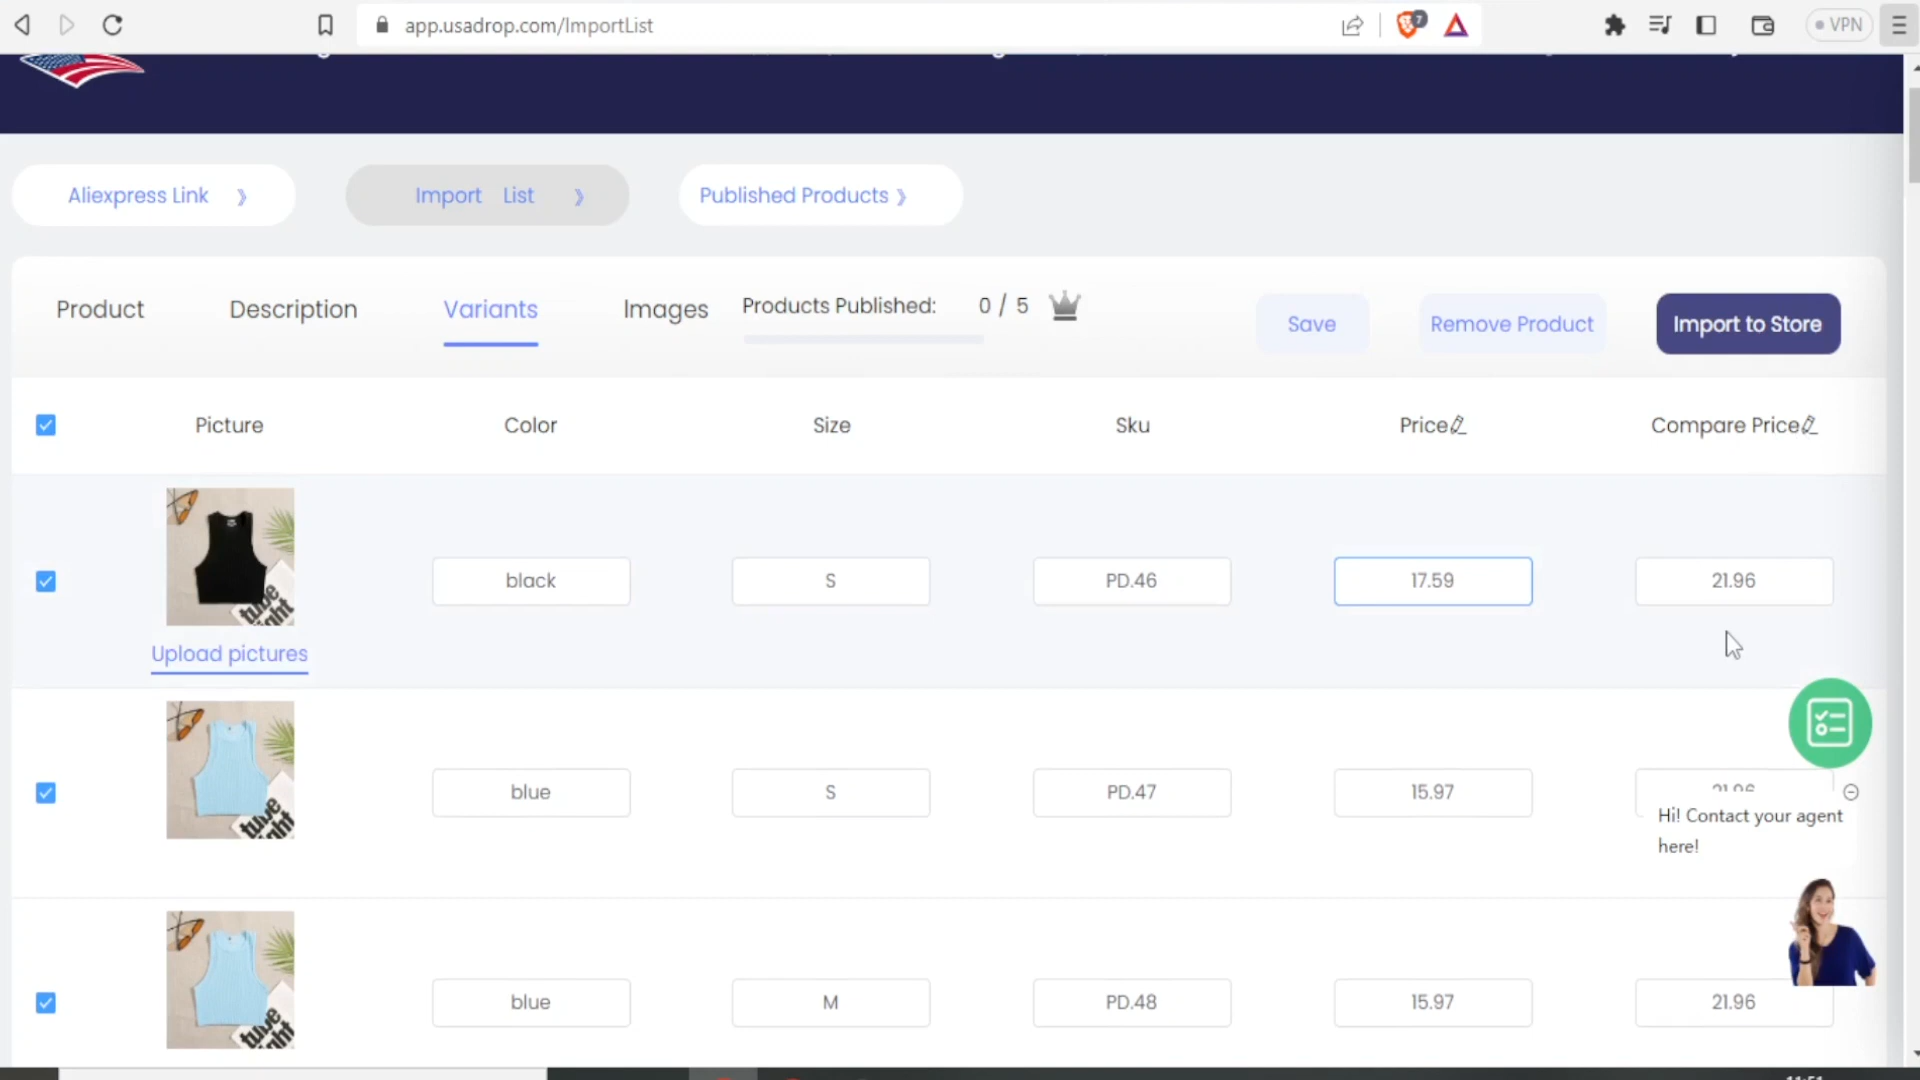 app.usadrop.com/ImportList
7
VPN
Aliexpress Link
Import List
Published Products
Product Description Variants Images Products Published: 0 / 5 Save Remove Product Import to Store
Picture Color Size Sku Price Compare Price
black S PD.46 17.59 21.96
Upload pictures
blue S PD.47 15.97 21.96
Hi! Contact your agent
here!
blue M PD.48 15.97 21.96